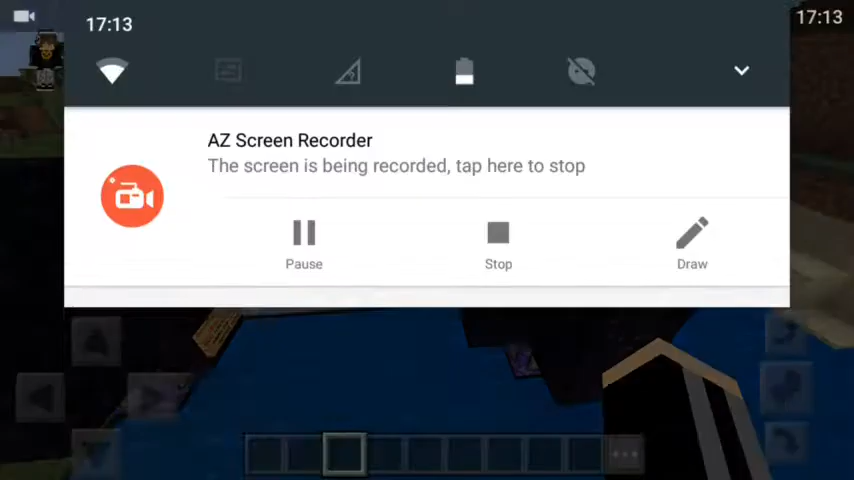 17:13
17:13
AZ Screen Recorder
The screen is being recorded, tap here to stop
Pause
Stop
Draw